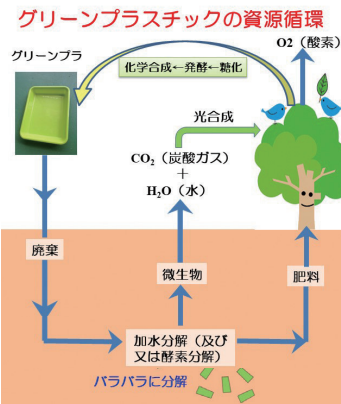 グリーンプラスチックの資源循環
O2（酸素）
グリーンプラ
化学合成←発酵←糖化
光合成
CO₂（炭酸ガス）
＋
H₂O（水）
廃棄
微生物
肥料
加水分解（及び
又は酵素分解）
バラバラに分解